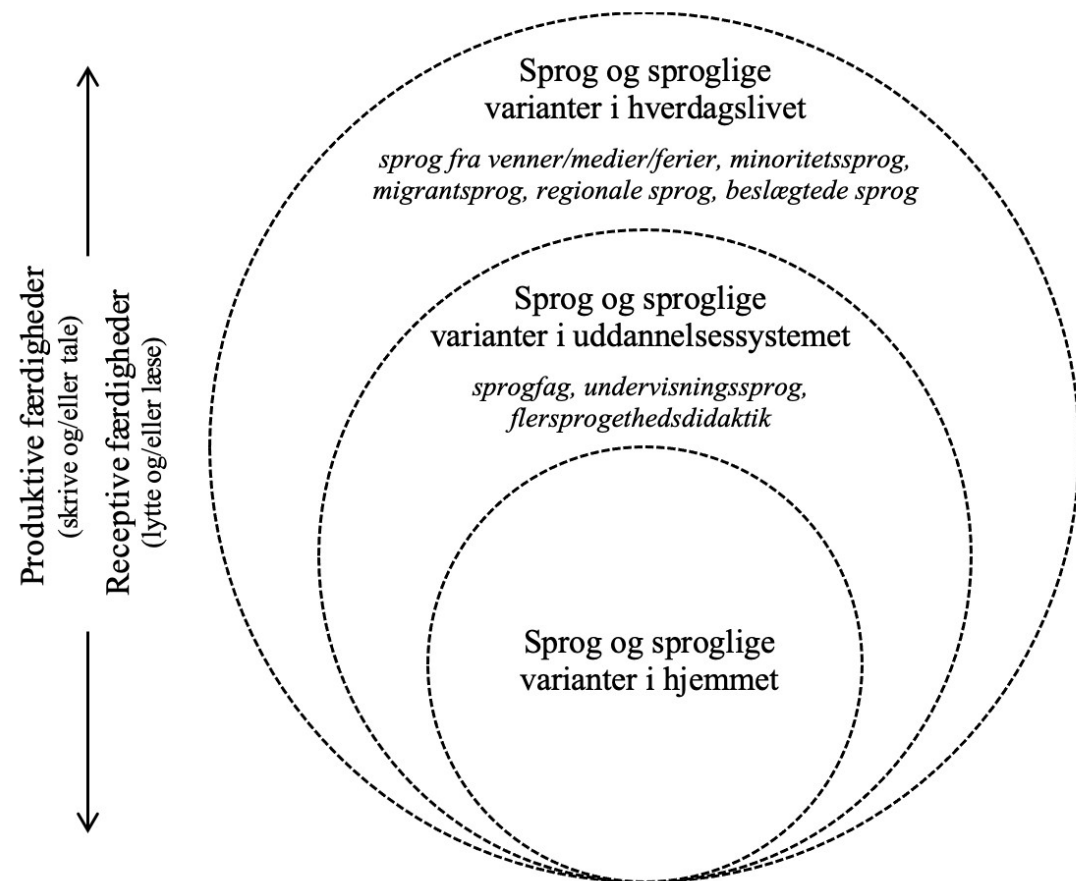 Produktive færdigheder
(skrive og/eller tale)
Receptive færdigheder
(lytte og/eller læse)
Sprog og sproglige
varianter i hverdagslivet
sprog fra venner/medier/ferier, minoritetssprog,
migrantsprog, regionale sprog, beslægtede sprog
Sprog og sproglige
varianter i uddannelsessystemet
sprogfag, undervisningssprog,
flersprogethedsdidaktik
Sprog og sproglige
varianter i hjemmet